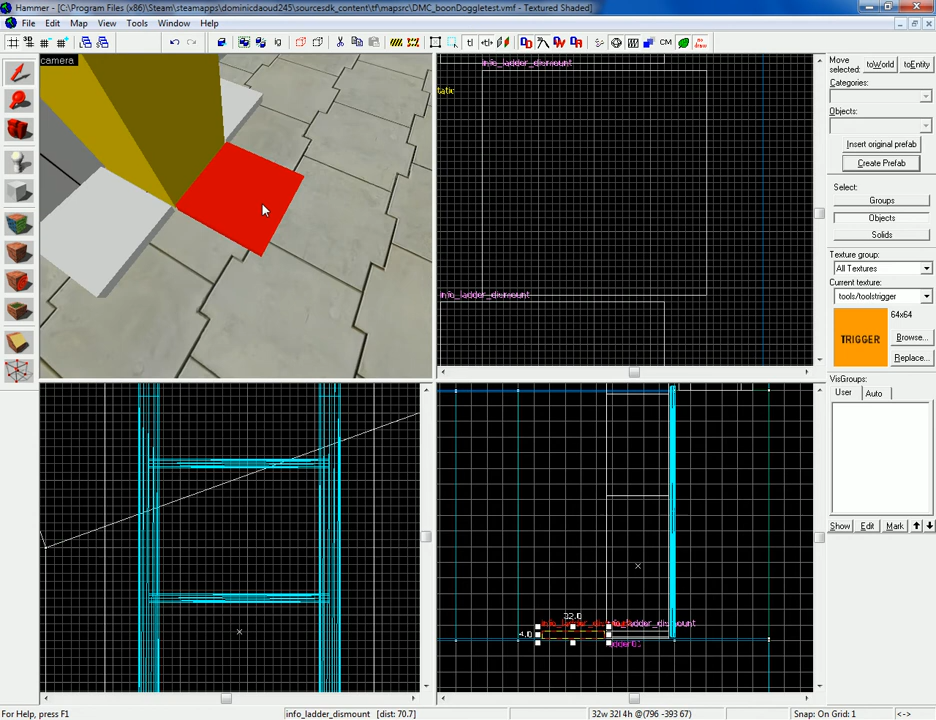 Hammer - [C:\Program Files (x86)\Steam\steamapps\dominicdaoud245\sourcesdk_content\tf\mapsrc\DMC_boonDoggletest.vmf - Textured Shaded]
File Edit Map View Tools Window Help
camera
info_ladder_dismount
tatic
info_ladder_dismount
Move selected:
toWorld
toEntity
Categories:
Objects:
Insert original prefab
Create Prefab
Select:
Groups
Objects
Solids
Texture group:
All Textures
Current texture:
tools/toolstrigger
64x64
TRIGGER
Browse...
Replace...
VisGroups:
User Auto
Show Edit Mark
32.0
4.0
For Help, press F1
info_ladder_dismount [dist: 70.7]
32w 32l 4h @(796 -393 67)
Snap: On Grid: 1
<->